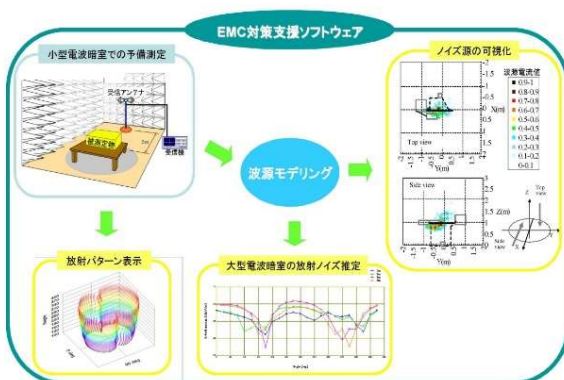 EMC対策支援ソフトウェア
小型電波暗室での予備測定
受信アンテナ
被測定物
3m
受信機
波源モデリング
ノイズ源の可視化
波源電流値
0.9-1
0.8-0.9
0.7-0.8
0.6-0.7
0.5-0.6
0.4-0.5
0.3-0.4
0.2-0.3
0.1-0.2
0-0.1
X(m)
Top view
Y(m)
Side view
Z(m)
Y(m)
Top view
Side view
放射パターン表示
大型電波暗室の放射ノイズ推定